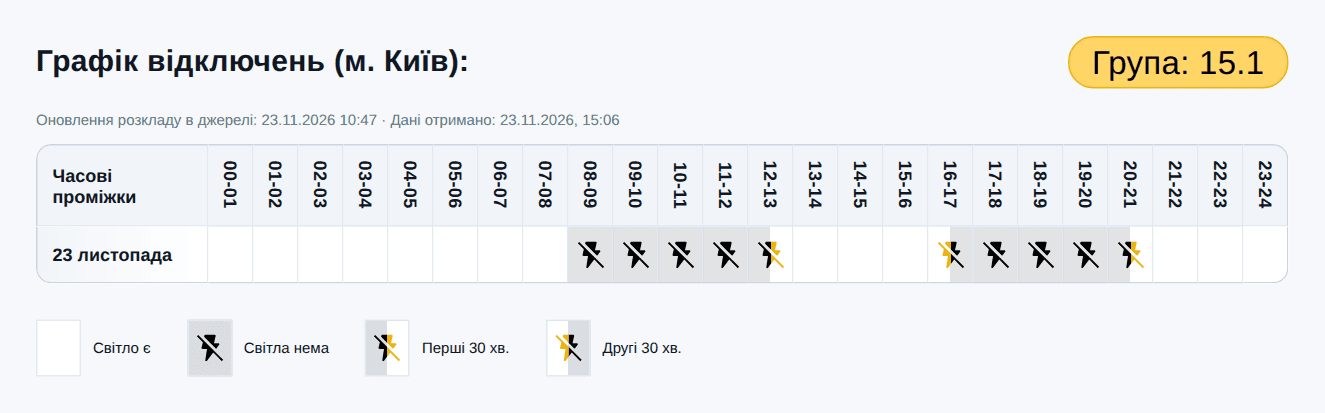 Графік відключень (м. Київ):
Група: 15.1
Оновлення розкладу в джерелі: 23.11.2026 10:47 · Дані отримано: 23.11.2026, 15:06
Часові
проміжки
00-01
01-02
02-03
03-04
04-05
05-06
06-07
07-08
08-09
09-10
10-11
11-12
12-13
13-14
14-15
15-16
16-17
17-18
18-19
19-20
20-21
21-22
22-23
23-24
23 листопада
Світло є
Світла нема
Перші 30 хв.
Другі 30 хв.